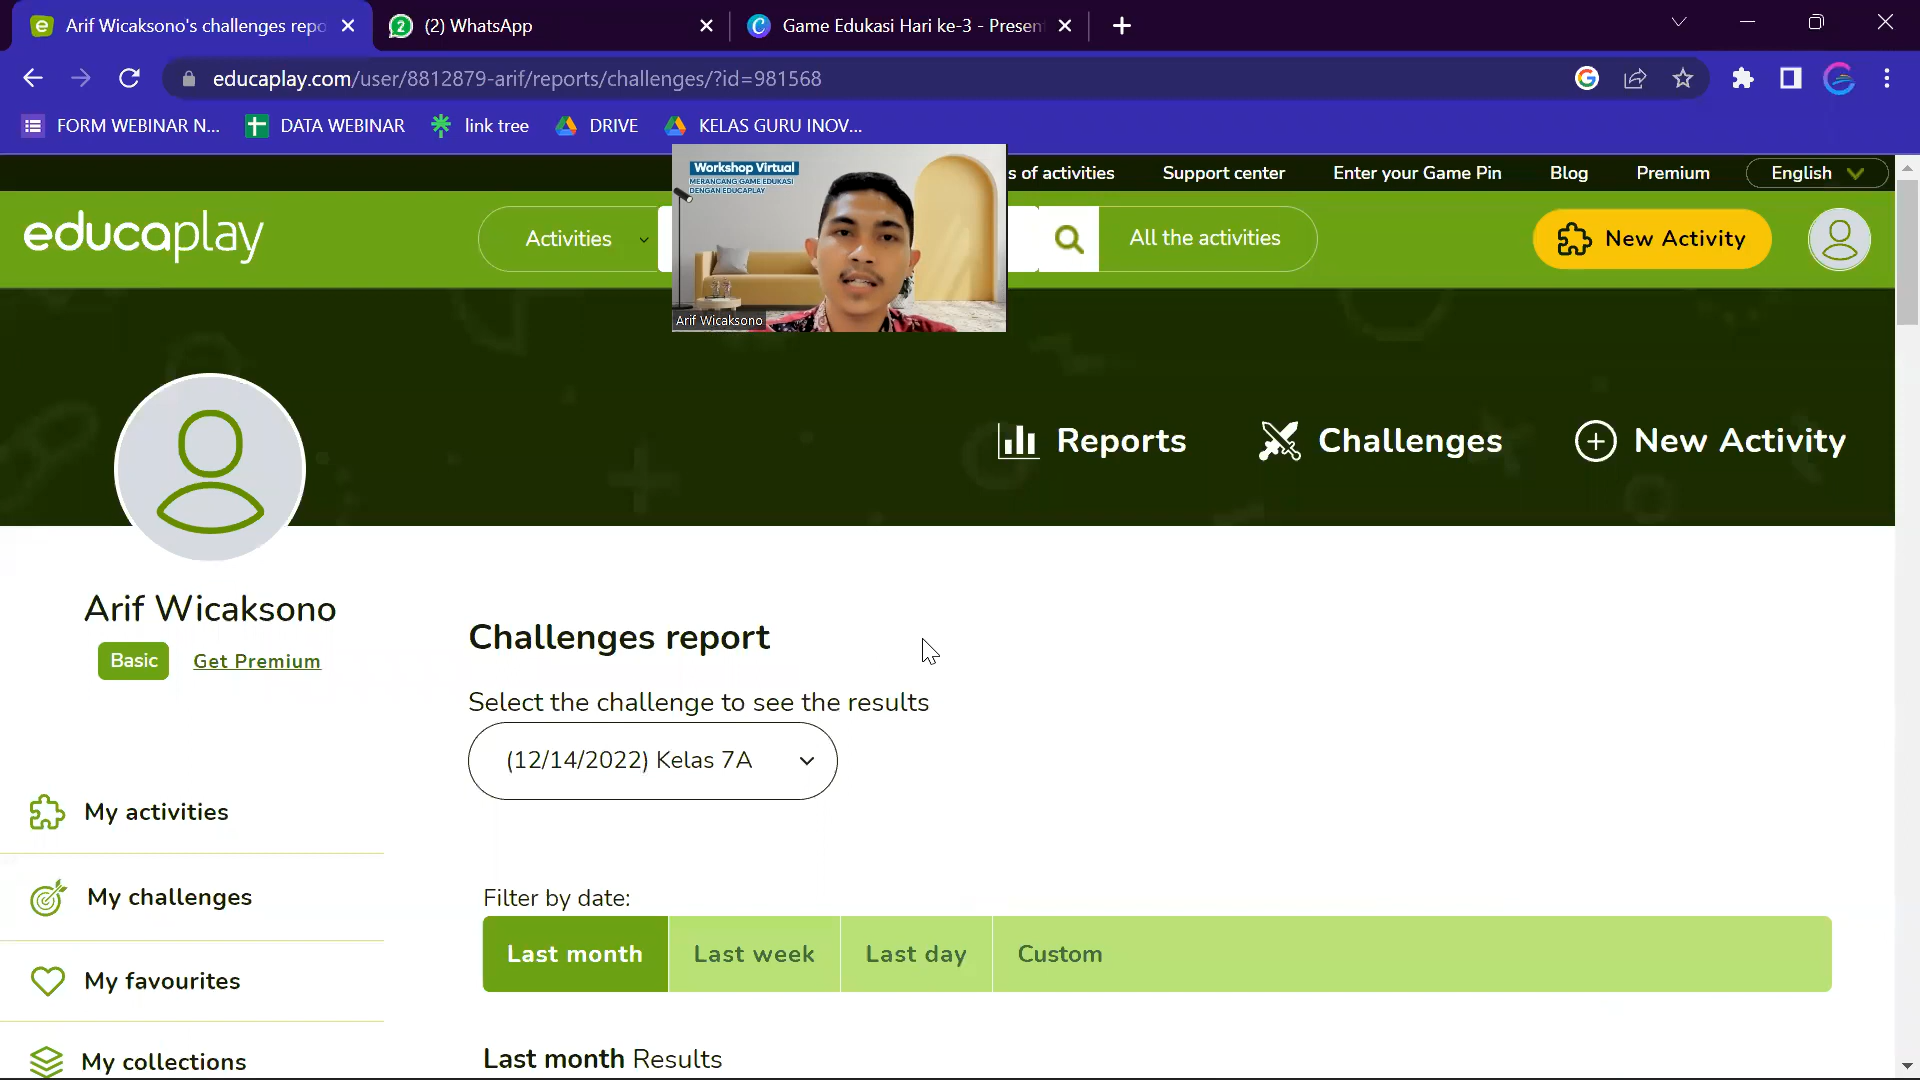 Arif Wicaksono's challenges repo
(2) WhatsApp
Game Edukasi Hari ke-3 - Presen
educaplay.com/user/8812879-arif/reports/challenges/?id=981568
FORM WEBINAR N...
DATA WEBINAR
link tree
DRIVE
KELAS GURU INOV...
s of activities
Support center
Enter your Game Pin
Blog
Premium
English
educaplay
Activities
All the activities
New Activity
Workshop Virtual
MERANCANG GAME EDUKASI
DENGAN EDUCAPLAY
Arif Wicaksono
Reports
Challenges
New Activity
Arif Wicaksono
Basic
Get Premium
My activities
My challenges
My favourites
My collections
Challenges report
Select the challenge to see the results
(12/14/2022) Kelas 7A
Filter by date:
Last month
Last week
Last day
Custom
Last month Results